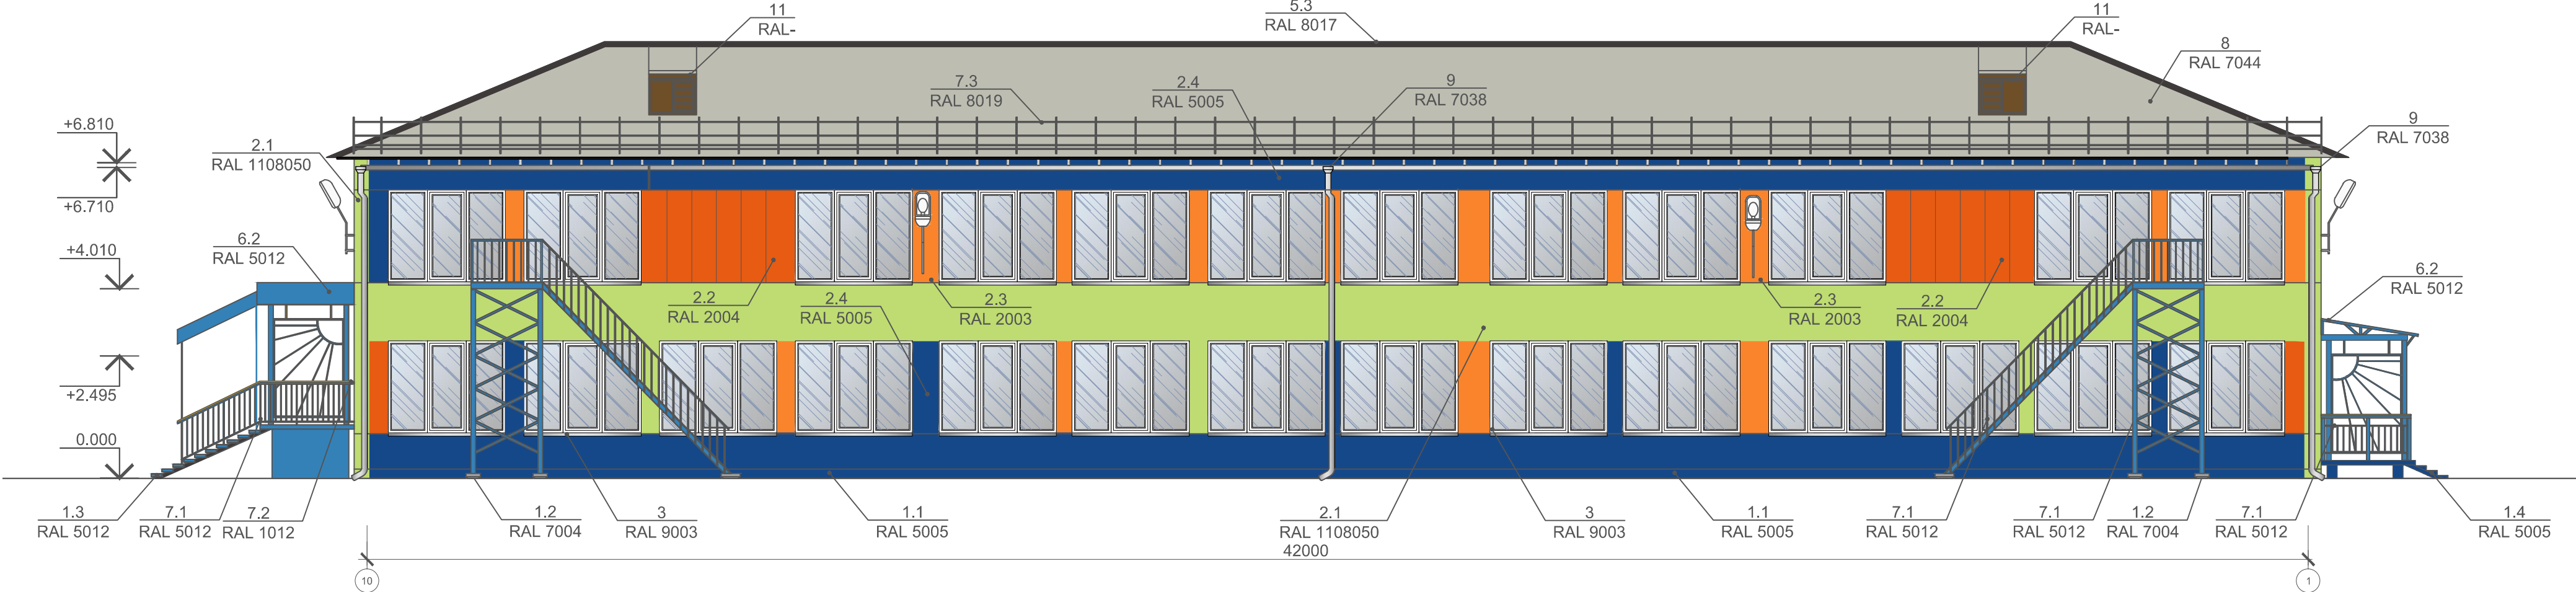 11
RAL-
5.3
RAL 8017
11
RAL-
8
RAL 7044
7.3
RAL 8019
2.4
RAL 5005
9
RAL 7038
9
RAL 7038
+6.810
2.1
RAL 1108050
+6.710
6.2
RAL 5012
+4.010
6.2
RAL 5012
2.2
RAL 2004
2.4
RAL 5005
2.3
RAL 2003
2.3
RAL 2003
2.2
RAL 2004
+2.495
0.000
1.3
RAL 5012
7.1
RAL 5012
7.2
RAL 1012
1.2
RAL 7004
3
RAL 9003
1.1
RAL 5005
2.1
RAL 1108050
3
RAL 9003
1.1
RAL 5005
7.1
RAL 5012
7.1
RAL 5012
1.2
RAL 7004
7.1
RAL 5012
1.4
RAL 5005
42000
10
1